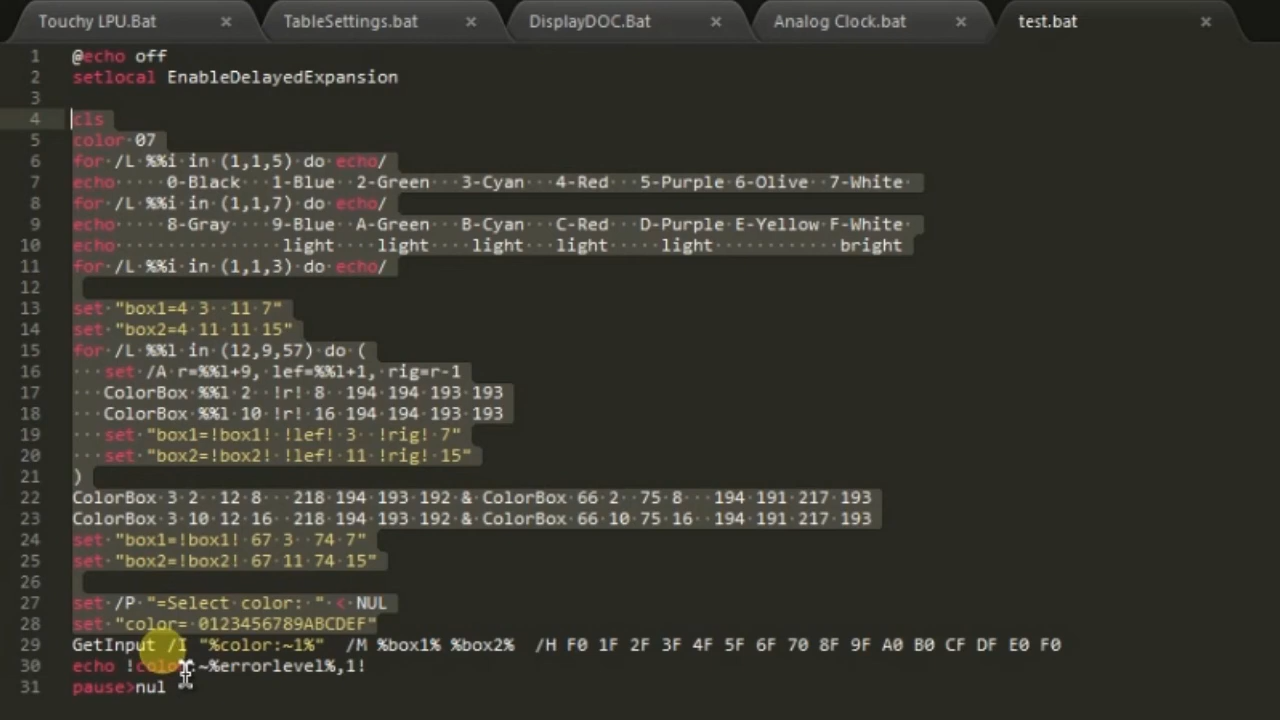 Touchy LPU.Bat × TableSettings.bat × DisplayDOC.Bat × Analog Clock.bat × test.bat ×
1 @echo off
2 setlocal EnableDelayedExpansion
3
4 cls
5 color 07
6 for /L %%i in (1,1,5) do echo/
7 echo     0-Black   1-Blue  2-Green   3-Cyan   4-Red   5-Purple 6-Olive  7-White
8 for /L %%i in (1,1,7) do echo/
9 echo     8-Gray    9-Blue  A-Green   B-Cyan   C-Red   D-Purple E-Yellow F-White
10 echo                light    light    light   light     light            bright
11 for /L %%i in (1,1,3) do echo/
12
13 set "box1=4 3  11 7"
14 set "box2=4 11 11 15"
15 for /L %%l in (12,9,57) do (
16    set /A r=%%l+9, lef=%%l+1, rig=r-1
17    ColorBox %%l 2  !r! 8  194 194 193 193
18    ColorBox %%l 10 !r! 16 194 194 193 193
19    set "box1=!box1! !lef! 3  !rig! 7"
20    set "box2=!box2! !lef! 11 !rig! 15"
21 )
22 ColorBox 3 2  12 8   218 194 193 192 & ColorBox 66 2  75 8   194 191 217 193
23 ColorBox 3 10 12 16  218 194 193 192 & ColorBox 66 10 75 16  194 191 217 193
24 set "box1=!box1! 67 3  74 7"
25 set "box2=!box2! 67 11 74 15"
26
27 set /P "=Select color: " < NUL
28 set "color= 0123456789ABCDEF"
29 GetInput /I "%color:~1%"  /M %box1% %box2%  /H F0 1F 2F 3F 4F 5F 6F 70 8F 9F A0 B0 CF DF E0 F0
30 echo !color:~%errorlevel%,1!
31 pause>nul